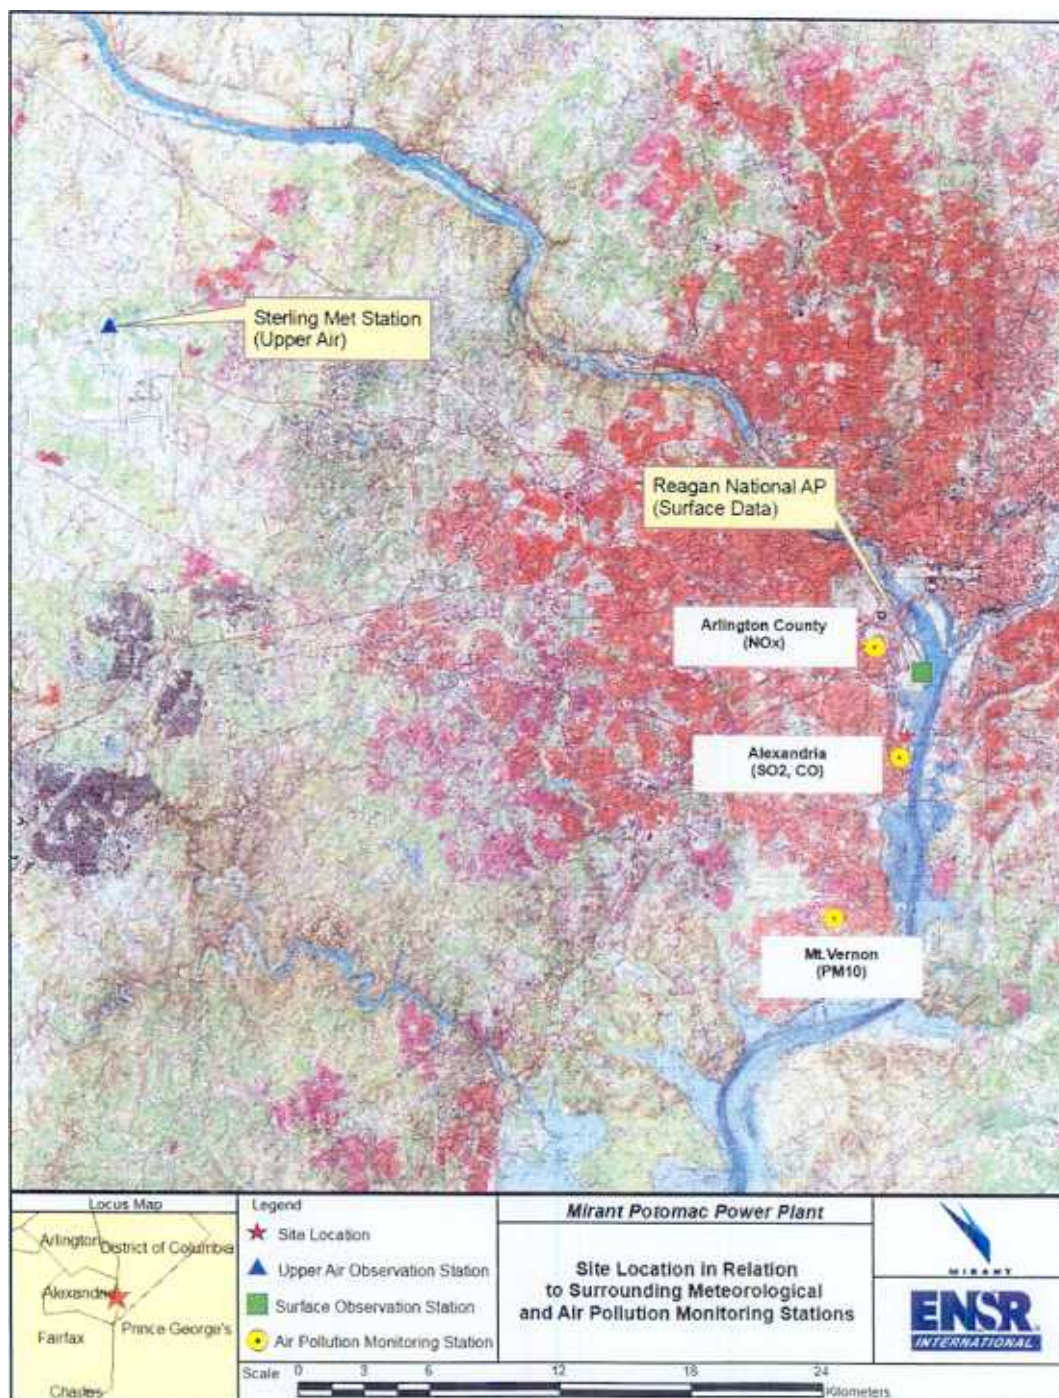 Sterling Met Station
(Upper Air)
Reagan National AP
(Surface Data)
Arlington County
(NOx)
Alexandria
(SO2, CO)
Mt.Vernon
(PM10)
Locus Map
Arlington
District of Columbia
Alexandria
Fairfax
Prince George's
Charles
Legend
Site Location
Upper Air Observation Station
Surface Observation Station
Air Pollution Monitoring Station
Scale 0 3 6 12 18 24
Kilometers
Mirant Potomac Power Plant
Site Location in Relation
to Surrounding Meteorological
and Air Pollution Monitoring Stations
MIRANT
ENSR
INTERNATIONAL